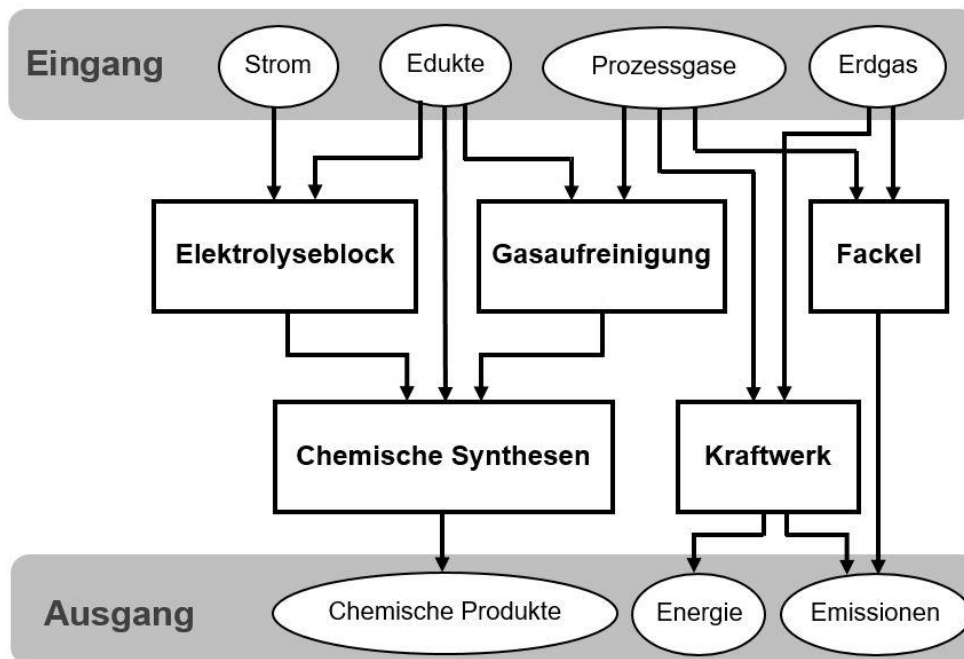 Eingang
Strom
Edukte
Prozessgase
Erdgas
Elektrolyseblock
Gasaufreinigung
Fackel
Chemische Synthesen
Kraftwerk
Ausgang
Chemische Produkte
Energie
Emissionen